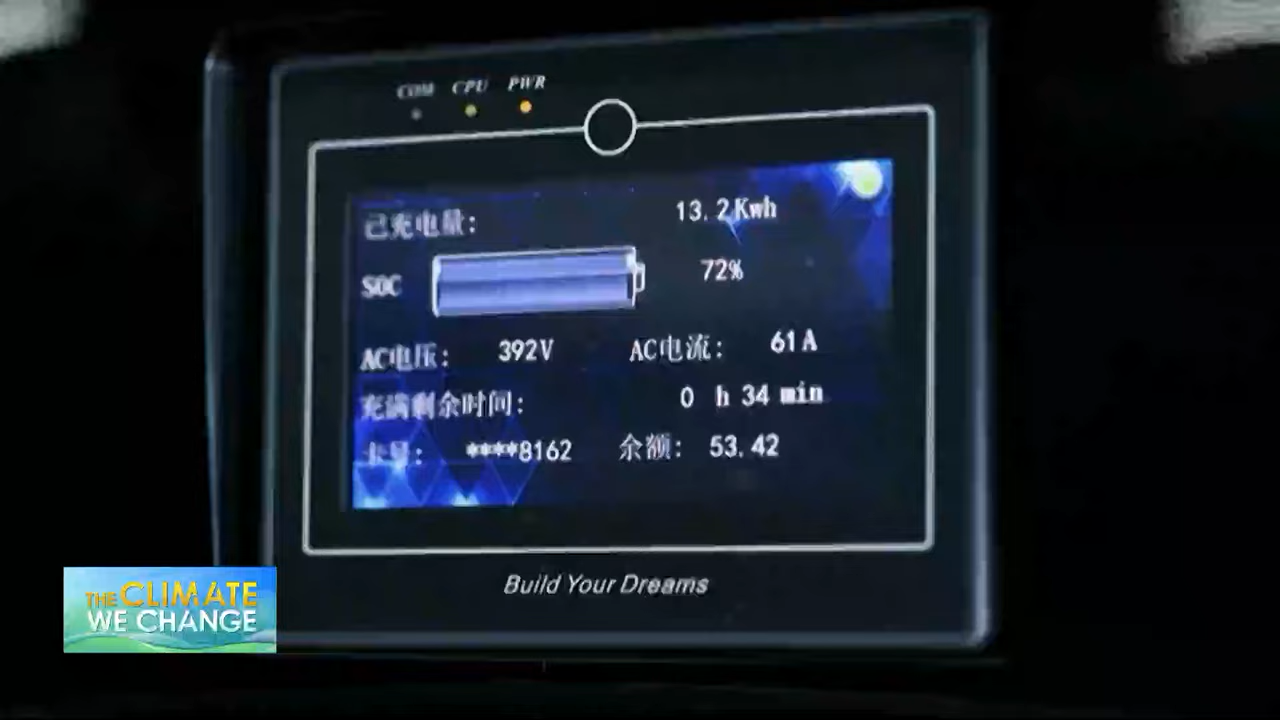 COM CPU PWR
已充电量: 13.2Kwh
SOC 72%
AC电压: 392V AC电流: 61A
充满剩余时间: 0 h 34 min
卡号: ****8162 余额: 53.42
Build Your Dreams
THE CLIMATE
WE CHANGE